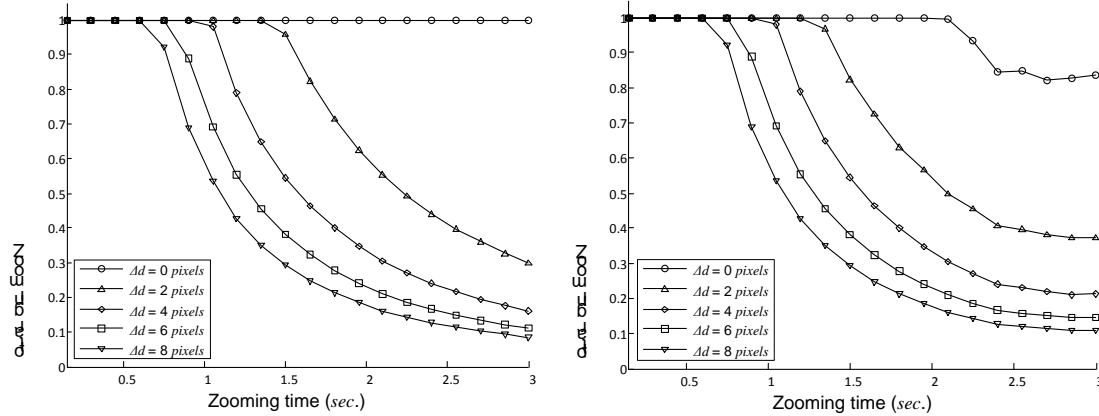 1
0.9
0.8
0.7
0.6
0.5
0.4
0.3
0.2
0.1
0
Δd = 0 pixels
Δd = 2 pixels
Δd = 4 pixels
Δd = 6 pixels
Δd = 8 pixels
0.5 1 1.5 2 2.5 3
Zooming time (sec.)
1
0.9
0.8
0.7
0.6
0.5
0.4
0.3
0.2
0.1
0
Δd = 0 pixels
Δd = 2 pixels
Δd = 4 pixels
Δd = 6 pixels
Δd = 8 pixels
0.5 1 1.5 2 2.5 3
Zooming time (sec.)